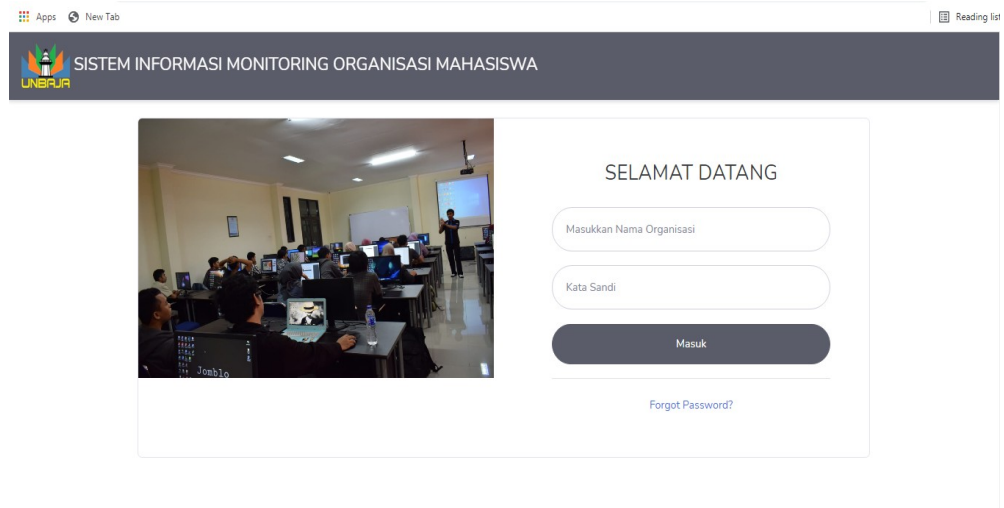 Apps New Tab Reading list
UNBAJA
SISTEM INFORMASI MONITORING ORGANISASI MAHASISWA
SELAMAT DATANG
Masukkan Nama Organisasi
Kata Sandi
Masuk
Forgot Password?
Jomblo